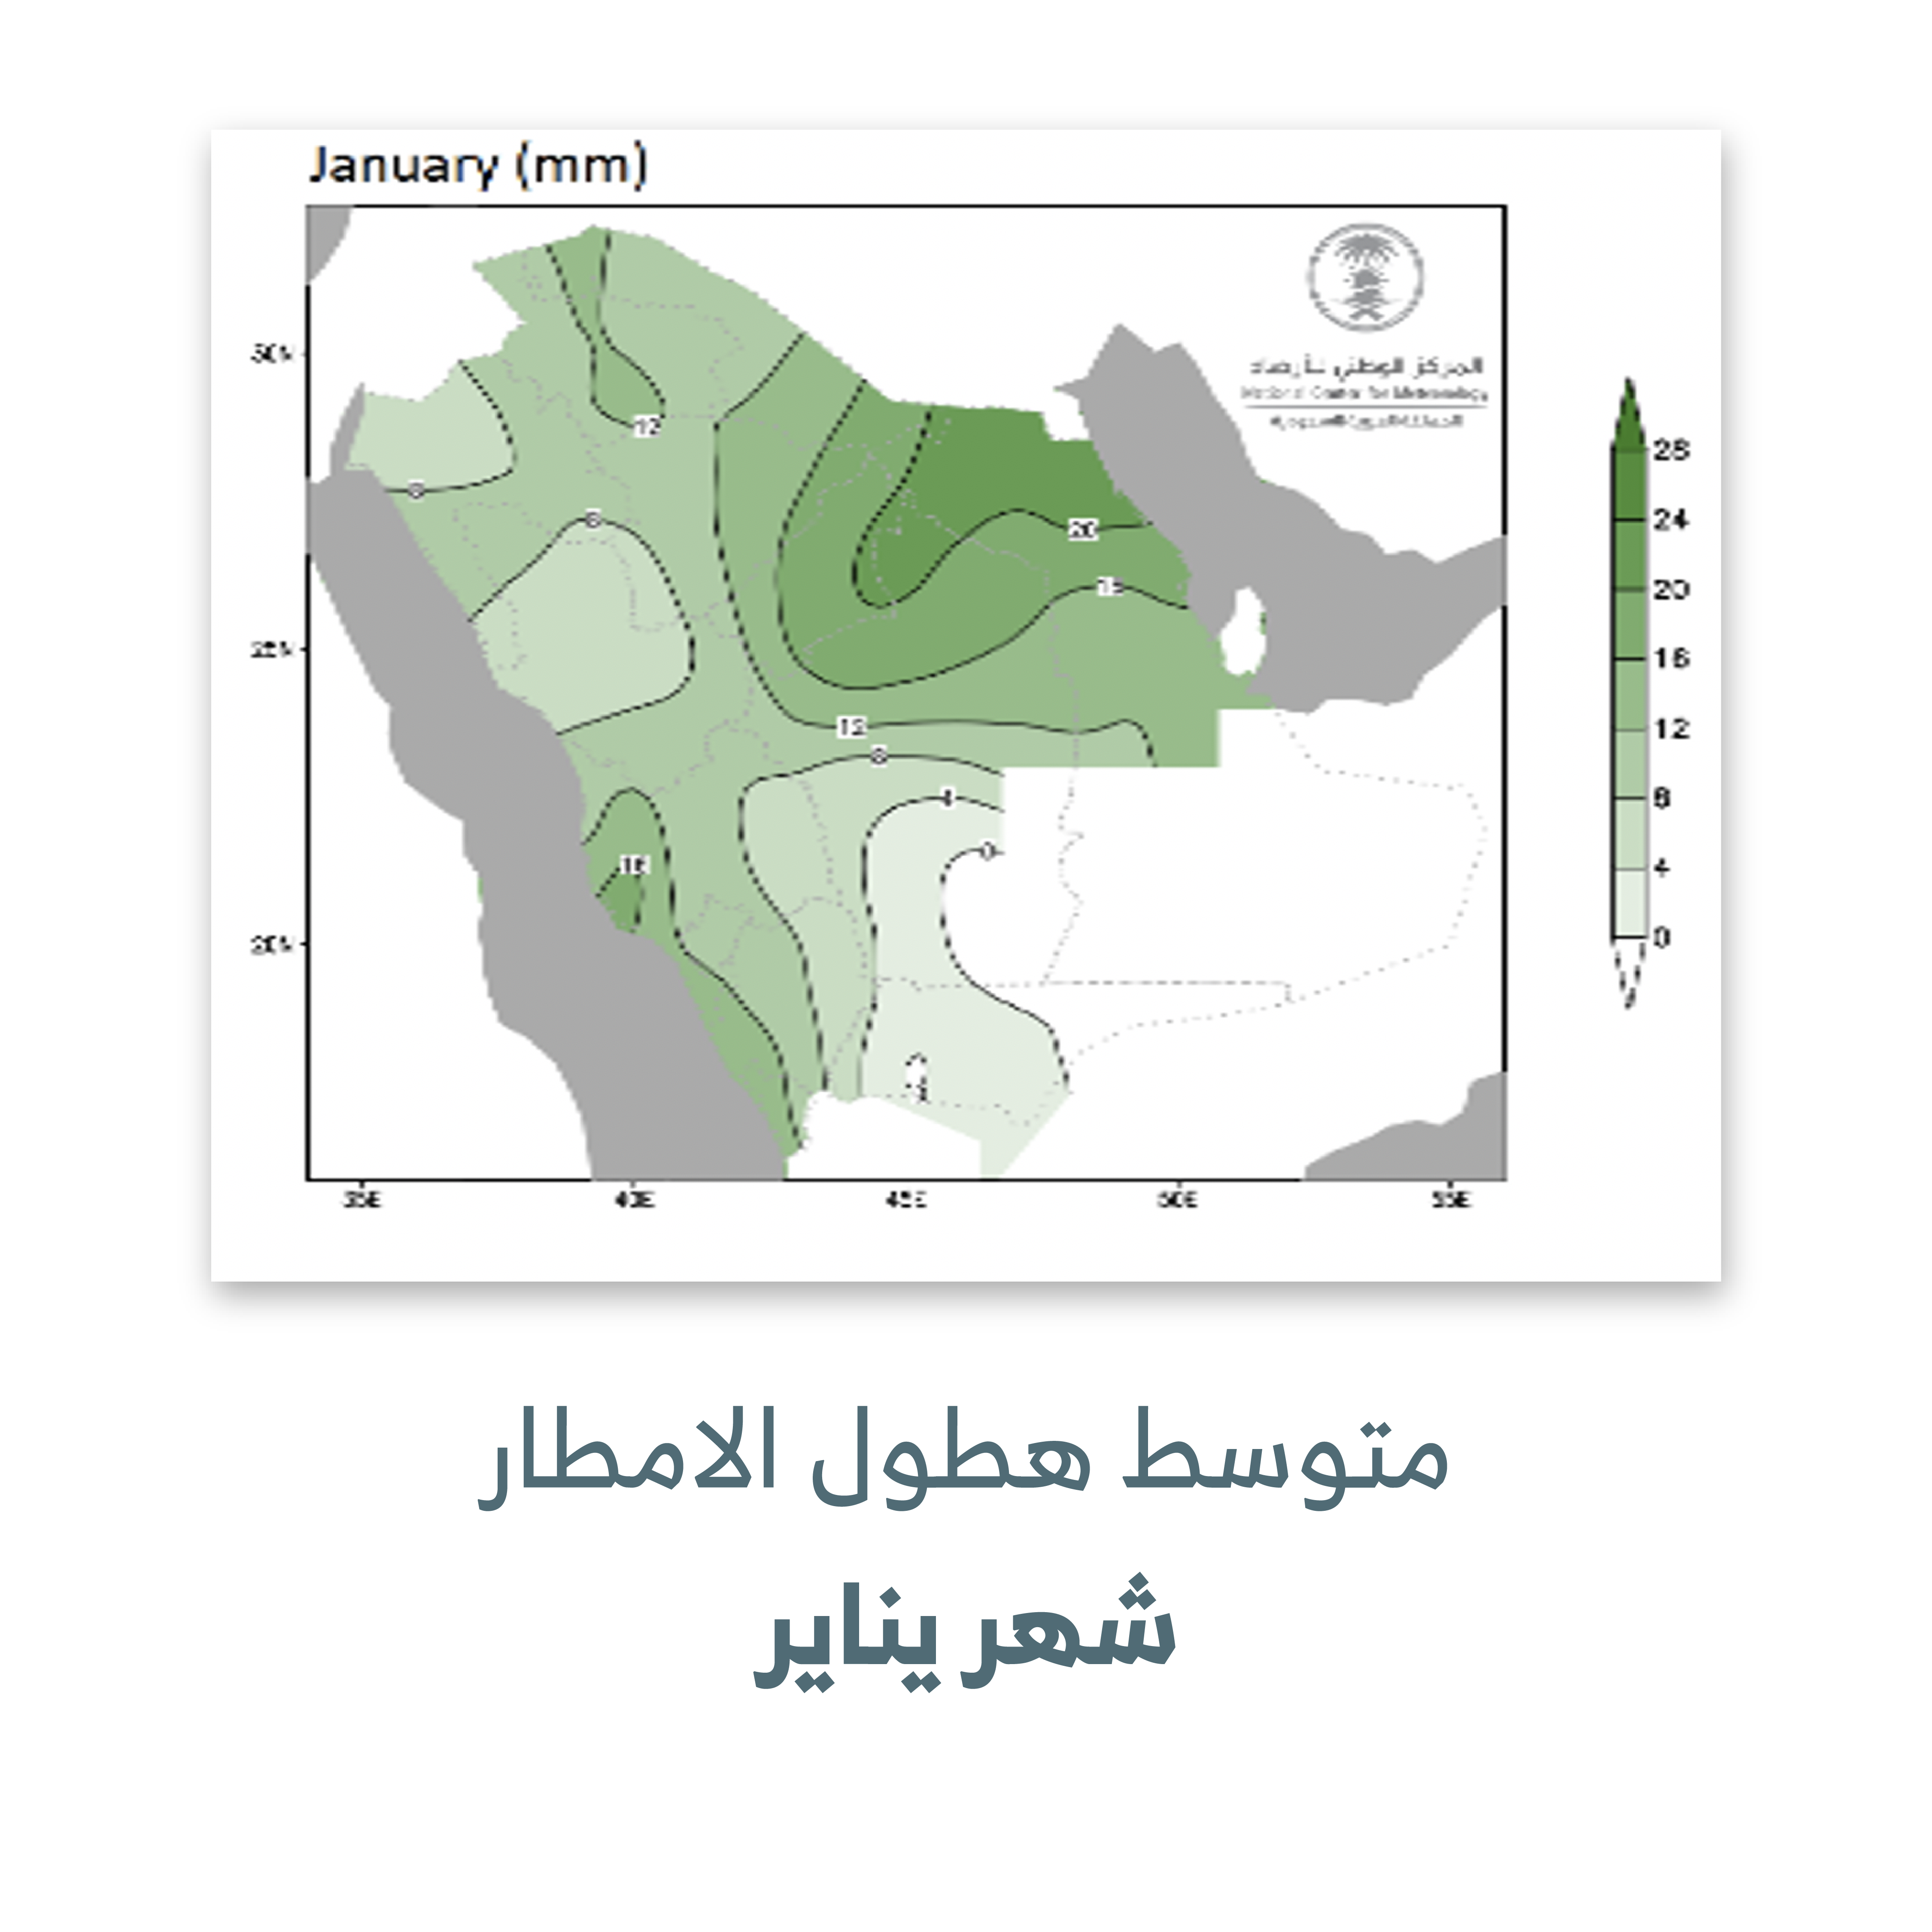 January (mm)
المركز الوطني للأرصاد
National Center for Meteorology
30N
25N
20N
35E
40E
45E
50E
55E
12
8
8
20
16
12
8
4
0
16
28
24
20
16
12
8
4
0
متوسط هطول الامطار
شهر يناير